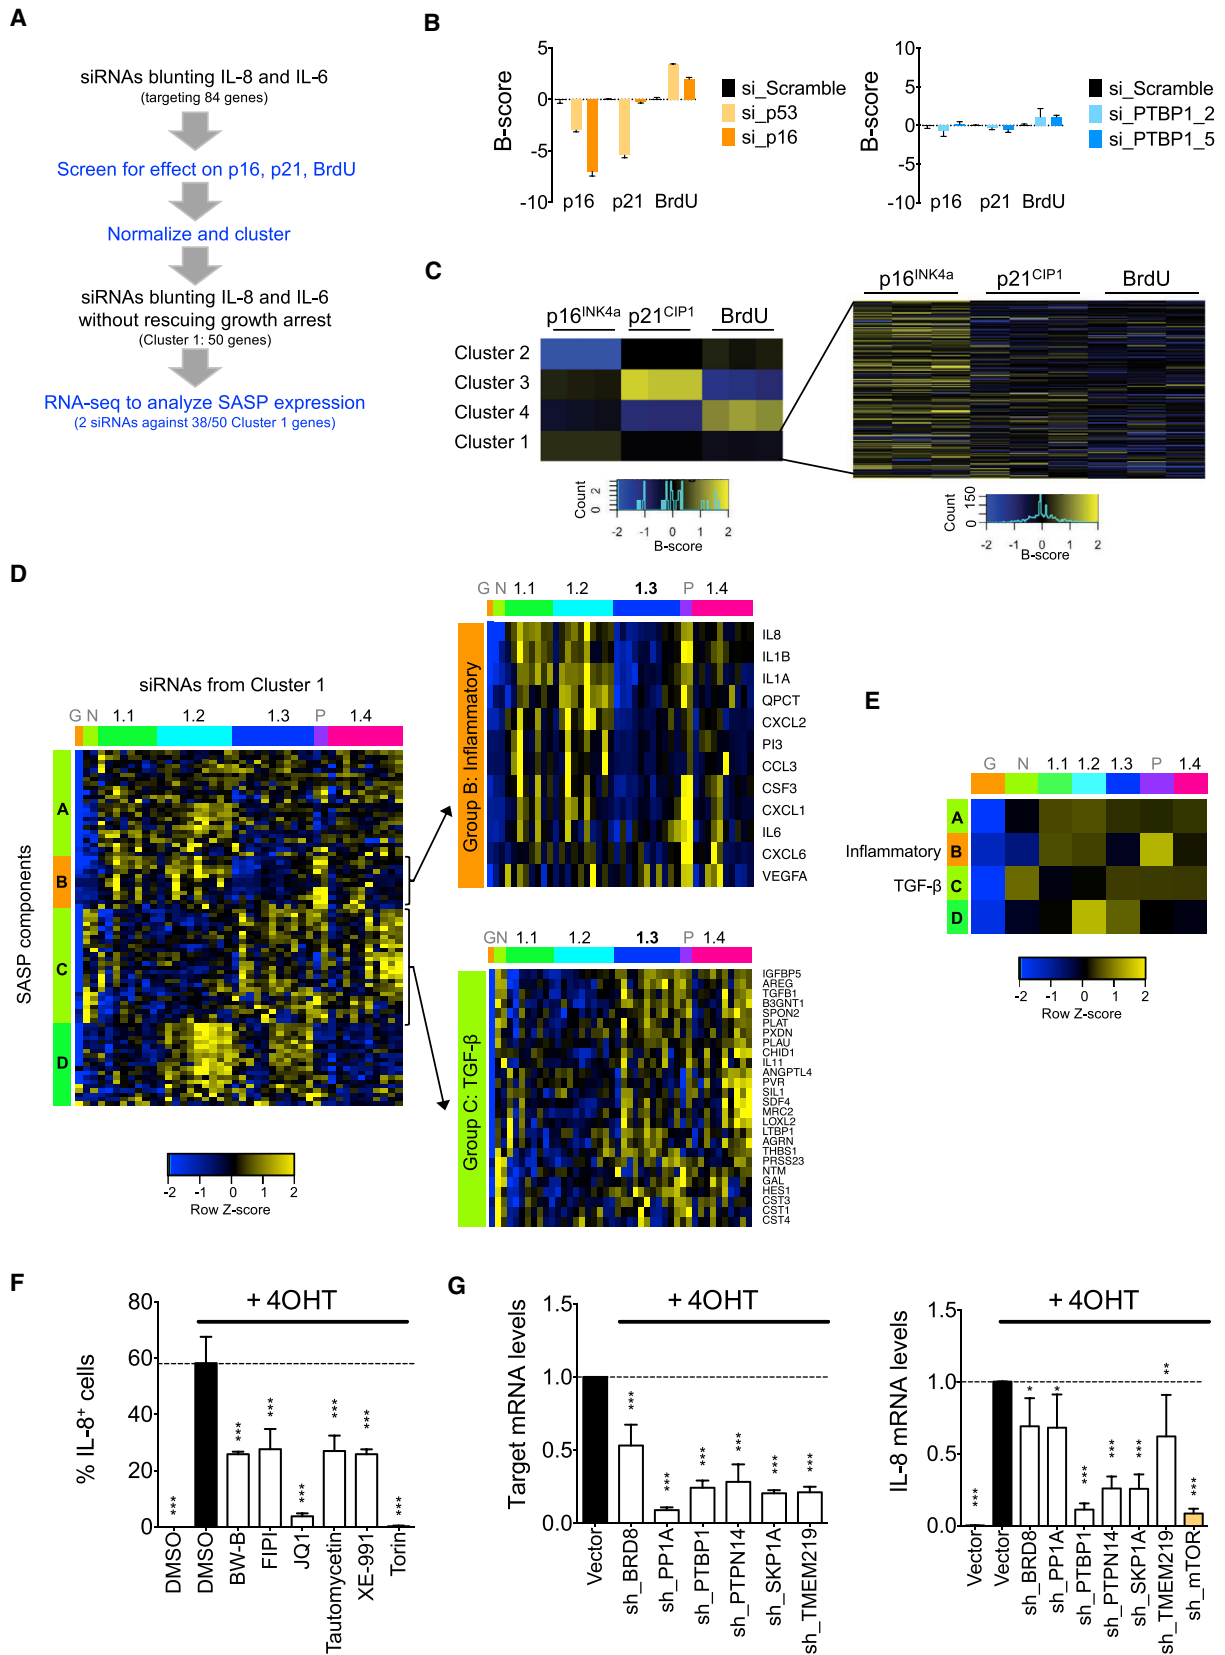 A
siRNAs blunting IL-8 and IL-6
(targeting 84 genes)
Screen for effect on p16, p21, BrdU
Normalize and cluster
siRNAs blunting IL-8 and IL-6
without rescuing growth arrest
(Cluster 1: 50 genes)
RNA-seq to analyze SASP expression
(2 siRNAs against 38/50 Cluster 1 genes)
B
B-score
5
0
-5
-10
p16 p21 BrdU
si_Scramble
si_p53
si_p16
B-score
10
5
0
-5
-10
p16 p21 BrdU
si_Scramble
si_PTBP1_2
si_PTBP1_5
C
p16INK4a p21CIP1 BrdU
Cluster 2
Cluster 3
Cluster 4
Cluster 1
Count
0 2
-2 -1 0 1 2
B-score
p16INK4a p21CIP1 BrdU
Count
0 50 150
-2 -1 0 1 2
B-score
D
siRNAs from Cluster 1
G N 1.1 1.2 1.3 P 1.4
SASP components
A
B
C
D
-2 -1 0 1 2
Row Z-score
G N 1.1 1.2 1.3 P 1.4
Group B: Inflammatory
IL8
IL1B
IL1A
QPCT
CXCL2
PI3
CCL3
CSF3
CXCL1
IL6
CXCL6
VEGFA
G N 1.1 1.2 1.3 P 1.4
Group C: TGF-β
IGFBP5
AREG
TGFB1
B3GNT1
SPON2
PLAT
PXDN
PLAU
CHID1
IL11
ANGPTL4
PVR
SIL1
SDF4
MRC2
LOXL2
LTBP1
AGRN
THBS1
PRSS23
NTM
GAL
HES1
CST3
CST1
CST4
E
G N 1.1 1.2 1.3 P 1.4
A
Inflammatory B
TGF-β C
D
-2 -1 0 1 2
Row Z-score
F
+ 4OHT
% IL-8+ cells
80
60
40
20
0
*** *** *** *** *** *** ***
DMSO
DMSO
BW-B
FIPI
JQ1
Tautomycetin
XE-991
Torin
G
+ 4OHT
Target mRNA levels
1.5
1.0
0.5
0.0
*** *** *** *** *** ***
Vector
sh_BRD8
sh_PP1A
sh_PTBP1
sh_PTPN14
sh_SKP1A
sh_TMEM219
+ 4OHT
IL-8 mRNA levels
1.5
1.0
0.5
0.0
*** * * *** *** *** ** ***
Vector
Vector
sh_BRD8
sh_PP1A
sh_PTBP1
sh_PTPN14
sh_SKP1A
sh_TMEM219
sh_mTOR